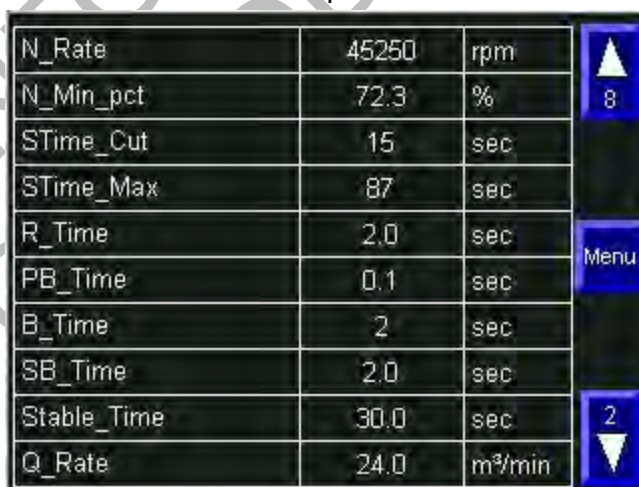 N_Rate 45250 rpm
8
N_Min_pct 72.3 %
STime_Cut 15 sec
STime_Max 87 sec
R_Time 2.0 sec
Menu
PB_Time 0.1 sec
B_Time 2 sec
SB_Time 2.0 sec
Stable_Time 30.0 sec
2
Q_Rate 24.0 m³/min